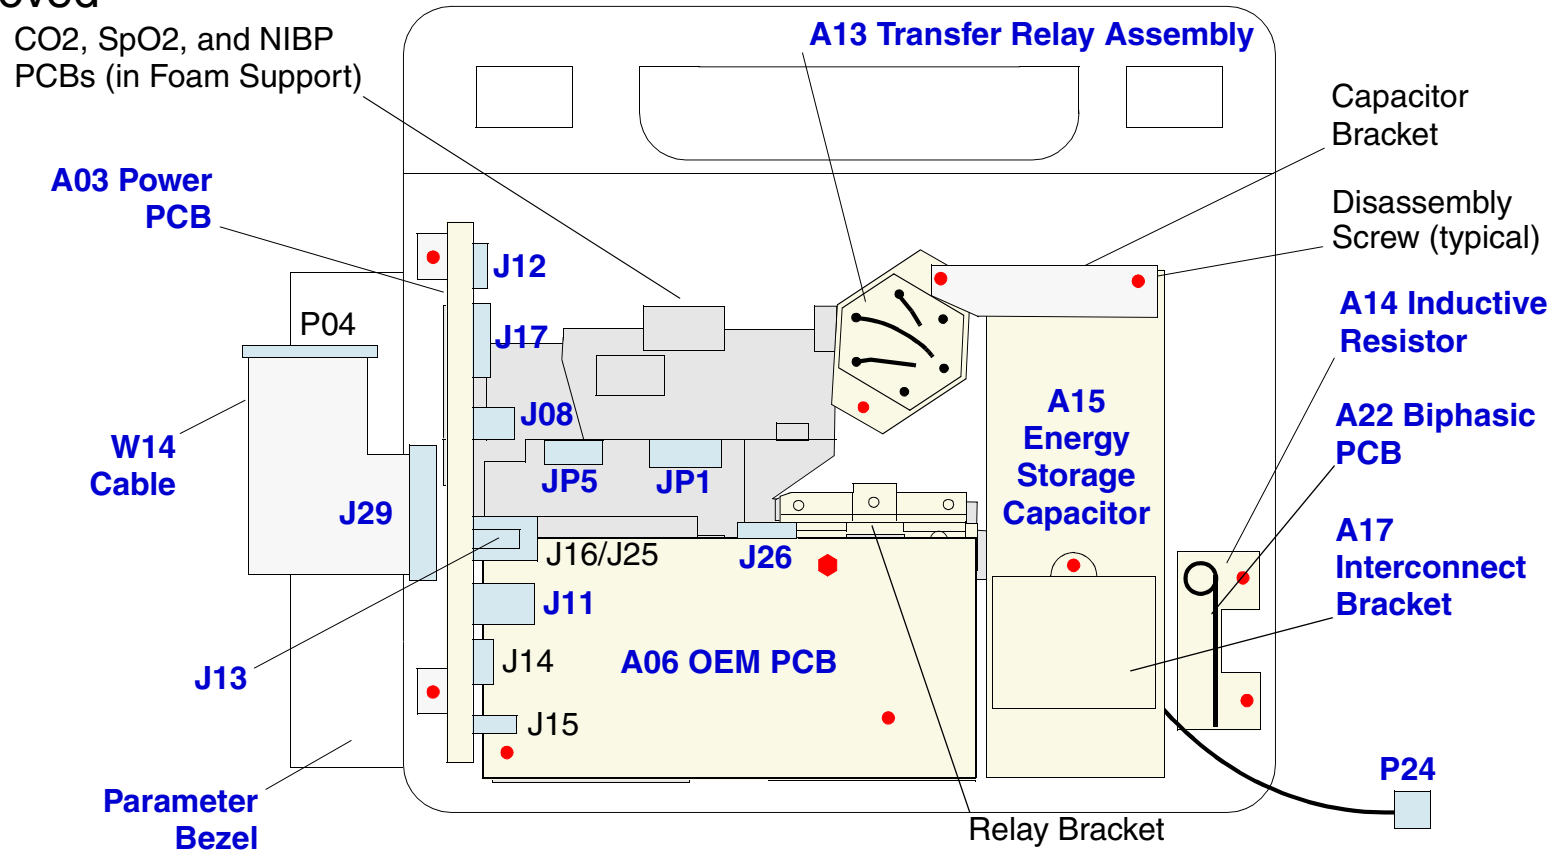 CO2, SpO2, and NIBP
PCBs (in Foam Support)
A13 Transfer Relay Assembly
Capacitor
Bracket
A03 Power
PCB
Disassembly
Screw (typical)
J12
A14 Inductive
Resistor
P04
J17
A15
Energy
Storage
Capacitor
J08
A22 Biphasic
PCB
W14
Cable
JP5
JP1
J29
A17
Interconnect
Bracket
J16/J25
J26
J11
A06 OEM PCB
J14
J13
J15
P24
Parameter
Bezel
Relay Bracket